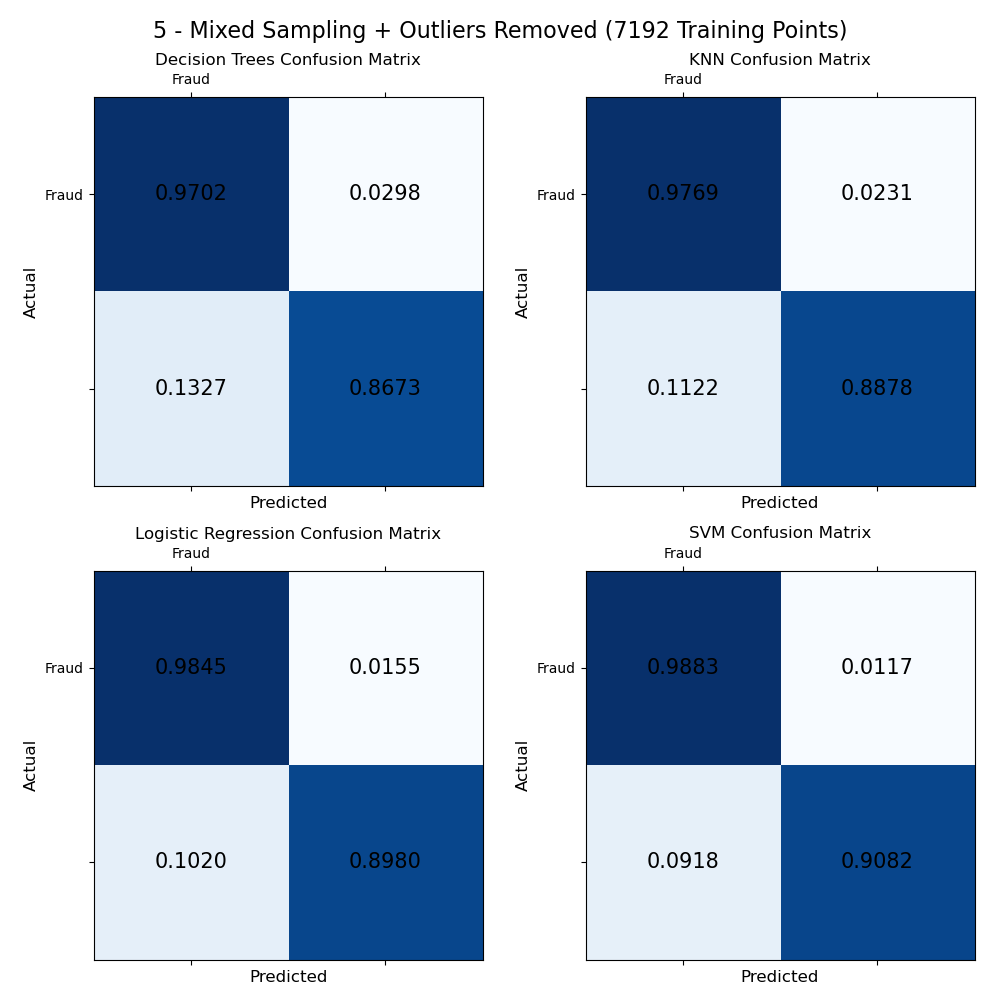 5 - Mixed Sampling + Outliers Removed (7192 Training Points)
Decision Trees Confusion Matrix
Fraud
Fraud
Actual
0.9702 0.0298
0.1327 0.8673
Predicted
KNN Confusion Matrix
Fraud
Fraud
Actual
0.9769 0.0231
0.1122 0.8878
Predicted
Logistic Regression Confusion Matrix
Fraud
Fraud
Actual
0.9845 0.0155
0.1020 0.8980
Predicted
SVM Confusion Matrix
Fraud
Fraud
Actual
0.9883 0.0117
0.0918 0.9082
Predicted